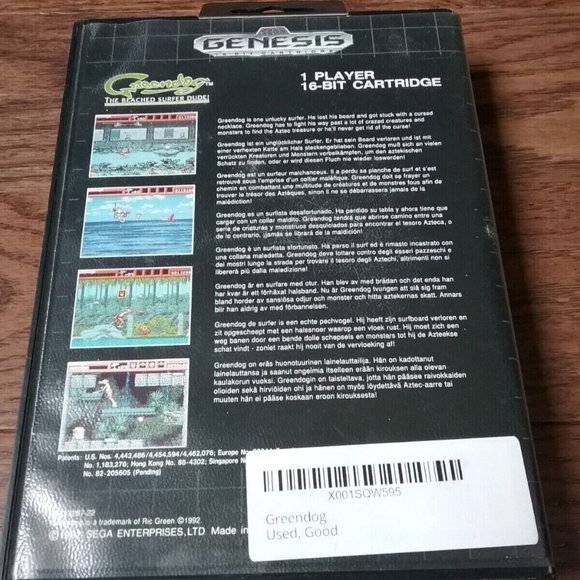 GENESIS
16-BIT CARTRIDGE
Greendog
THE BEACHED SURFER DUDE!
1 PLAYER
16-BIT CARTRIDGE
Greendog is one unlucky surfer. He lost his board and got stuck with a cursed
necklace. Greendog has to fight his way past a lot of crazed creatures and
monsters to find the Aztec treasure or he'll never get rid of the curse!
Greendog ist ein unglücklicher Surfer. Er hat sein Board verloren und ist mit
einer verhexten Kette am Hals steckengeblieben. Greendog muß sich an vielen
verrückten Kreaturen und Monstern vorbeikämpfen, um den aztekischen
Schatz zu finden, oder er wird diesen Fluch nie wieder loswerden!
Greendog est un surfeur malchanceux. Il a perdu sa planche de surf et s'est
retrouvé sous l'emprise d'un collier maléfique. Greendog doit se frayer un
chemin en combattant une multitude de créatures et de monstres fous afin de
trouver le trésor des Aztèques, sinon il ne se débarrassera jamais de la
malédiction!
Greendog es un surfista desafortunado. Ha perdido su tabla y ahora tiene que
cargar con un collar maldito. Greendog tendrá que abrirse camino entre una
serie de criaturas y monstruos desquiciados para encontrar el tesoro Azteca, o
de lo contrario, ¡jamás se librará de la maldición!
Greendog è un surfista sfortunato. Ha perso il surf ed è rimasto incastrato con
una collana maledetta. Greendog deve lottare contro degli esseri pazzeschi e
dei mostri lungo la strada per trovare il tesoro degli Aztechi, altrimenti non si
libererà più dalla maledizione!
Greendog är en surfare med otur. Han blev av med brädan och det enda han
har kvar är ett förhäxat halsband. Nu är Greendog tvungen att slå sig fram
bland horder av sanslösa odjur och monster och hitta aztekernas skatt. Annars
blir han aldrig av med förbannelsen.
Greendog de surfer is een echte pechvogel. Hij heeft zijn surfboard verloren en
zit opgescheept met een halssnoer waarop een vloek rust. Hij moet zich een
weg banen door een bende dolle schepsels en monsters tot hij de Azteekse
schat vindt - zoniet raakt hij nooit van de vervloeking af!
Greendog on eräs huonotuurinen lainelauttailija. Hän on kadottanut
lainelauttansa ja saanut ongelmia itselleen erään kirouksen alla olevan
kaulakorun vuoksi. Greendogin on taisteltava, jotta hän pääsee raivokkaiden
olioiden sekä hirviöiden ohi ja hänen on myös löydettävä Aztec-aarre tai
muuten hän ei pääse koskaan eroon kirouksesta!
Patents: U.S. Nos. 4,442,486/4,454,594/4,462,076; Europe No.
No. 1,183,276; Hong Kong No. 88-4302; Singapore
No. 82-205605 (Pending)
is a trademark of Ric Green ©1992
SEGA ENTERPRISES, LTD Made in
X001SQW595
Greendog
Used, Good